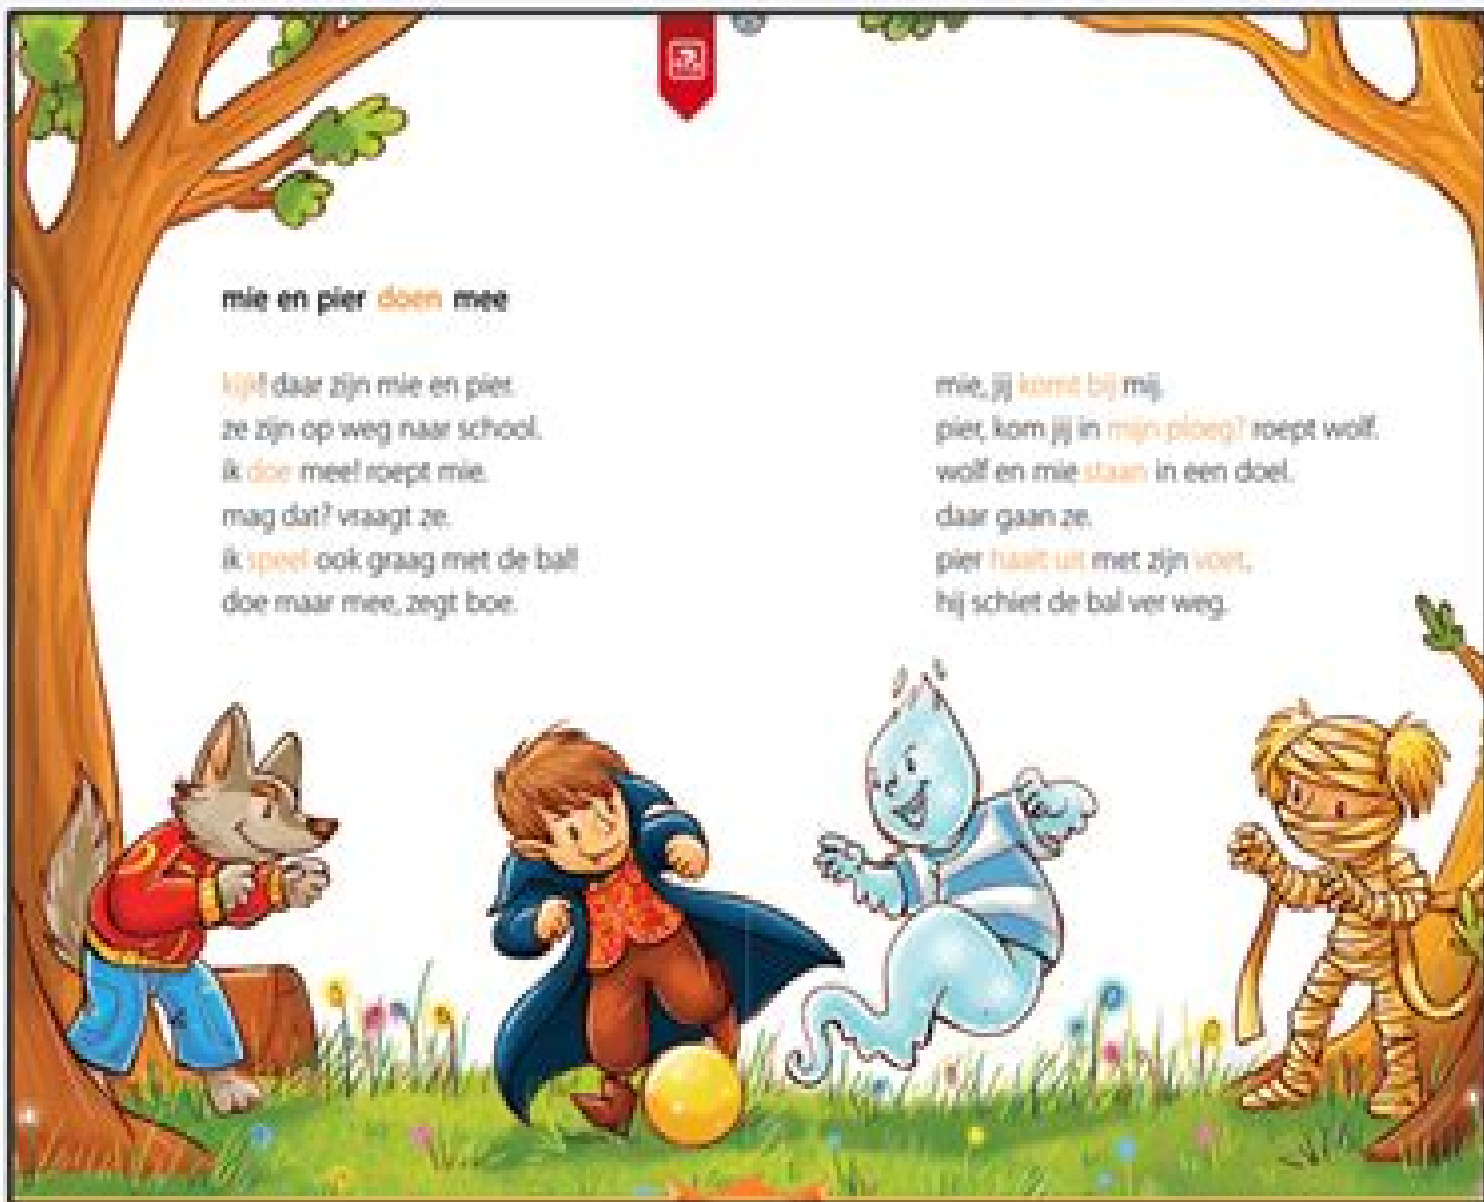 mie en pier doen mee
kijk! daar zijn mie en pier.
ze zijn op weg naar school.
ik doe mee! roept mie.
mag dat? vraagt ze.
ik speel ook graag met de bal!
doe maar mee, zegt boe.
mie, jij komt bij mij.
pier, kom jij in mijn ploeg? roept wolf.
wolf en mie staan in een doel.
daar gaan ze.
pier haalt uit met zijn voet.
hij schiet de bal ver weg.